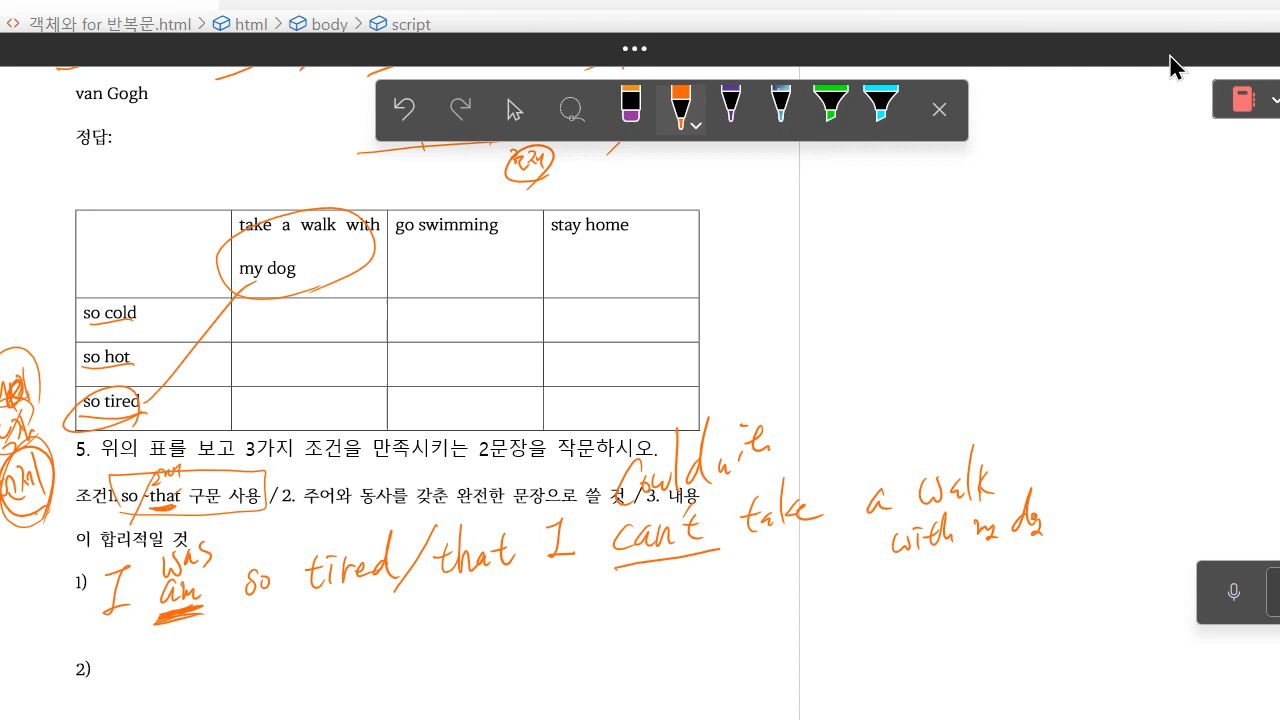 객체와 for 반복문.html > html > body > script
van Gogh
정답:
문제
take a walk with my dog
go swimming
stay home
so cold
so hot
so tired
5. 위의 표를 보고 3가지 조건을 만족시키는 2문장을 작문하시오.
조건1. so -that 구문 사용 / 2. 주어와 동사를 갖춘 완전한 문장으로 쓸 것 / 3. 내용
이 합리적일 것
was couldn't
1) I am so tired / that I can't take a walk
with my dog
2)